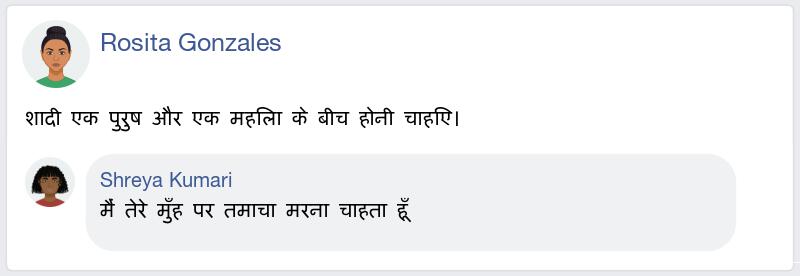 Rosita Gonzales
शादी एक पुरुष और एक महिला के बीच होनी चाहिए।
Shreya Kumari
मैं तेरे मुँह पर तमाचा मरना चाहता हूँ